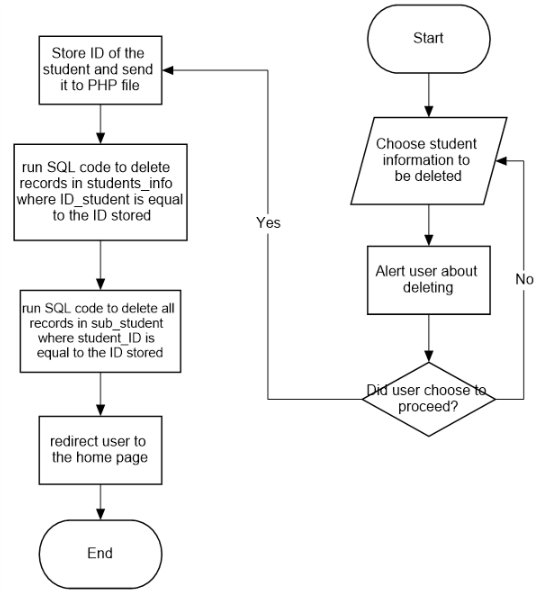 Start
Choose student
information to
be deleted
Alert user about
deleting
Did user choose to
proceed?
No
Yes
Store ID of the
student and send
it to PHP file
run SQL code to delete
records in students_info
where ID_student is equal
to the ID stored
run SQL code to delete all
records in sub_student
where student_ID is
equal to the ID stored
redirect user to
the home page
End